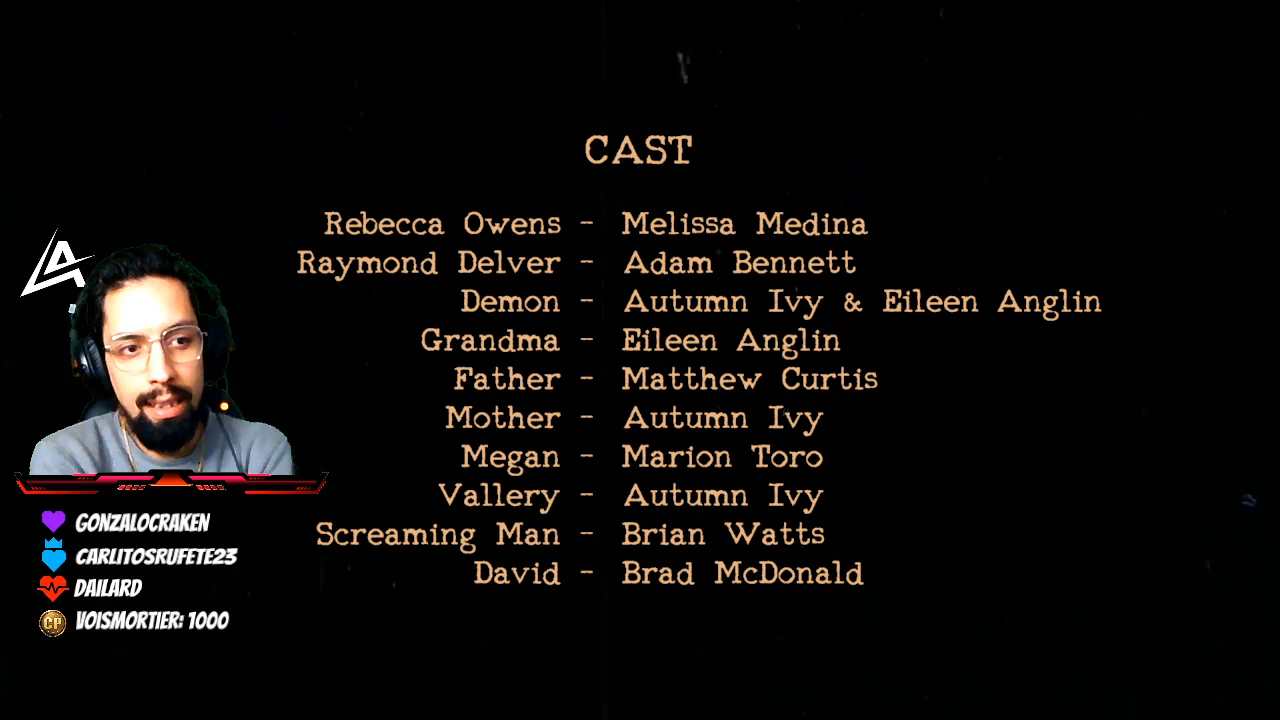 CAST
Rebecca Owens - Melissa Medina
Raymond Delver - Adam Bennett
Demon - Autumn Ivy & Eileen Anglin
Grandma - Eileen Anglin
Father - Matthew Curtis
Mother - Autumn Ivy
Megan - Marion Toro
Vallery - Autumn Ivy
Screaming Man - Brian Watts
David - Brad McDonald
GONZALOCRAKEN
CARLITOSRUFETE23
DAILARD
CP VOISMORTIER: 1000